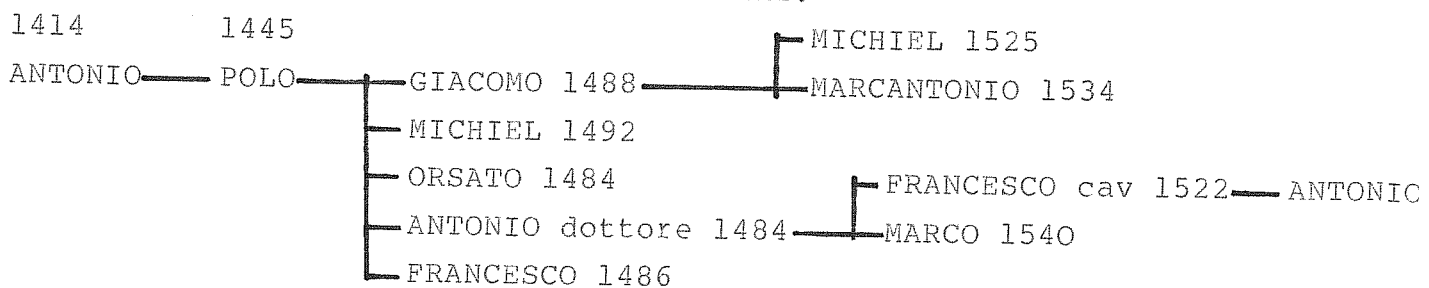 1414 1445
MICHIEL 1525
ANTONIO POLO GIACOMO 1488 MARCANTONIO 1534
MICHIEL 1492
ORSATO 1484
FRANCESCO cav 1522 ANTONIC
ANTONIO dottore 1484 MARCO 1540
FRANCESCO 1486